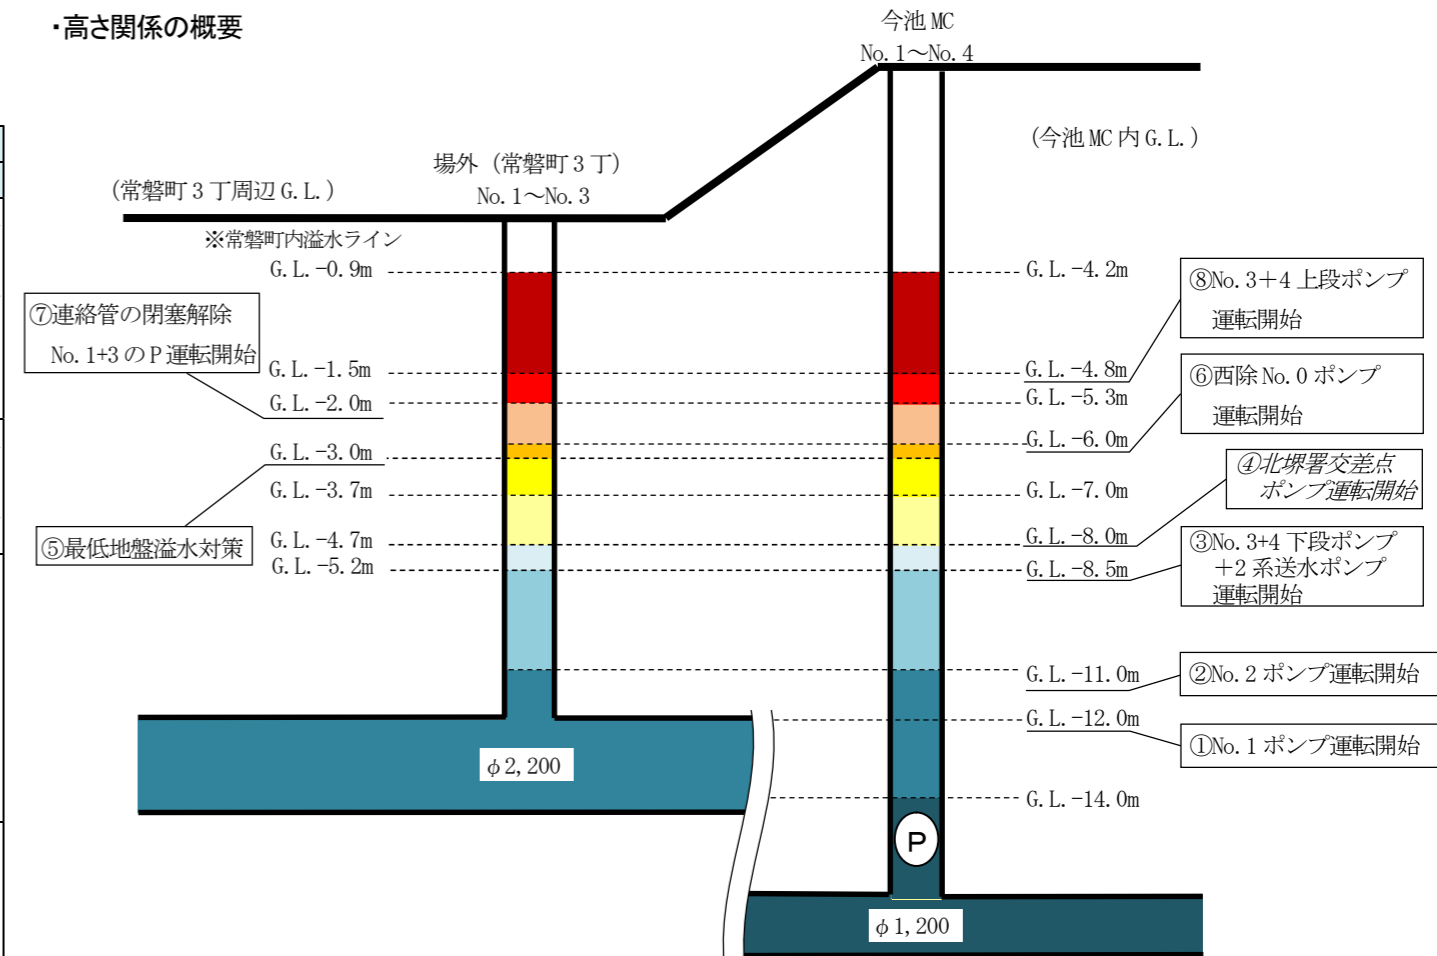 ・高さ関係の概要
今池 MC
No. 1～No. 4
(今池 MC 内 G.L.)
場外（常磐町 3 丁）
No. 1～No. 3
(常磐町 3 丁周辺 G.L.)
※常磐町内溢水ライン
G.L. -0.9m
G.L. -4.2m
⑧No. 3＋4 上段ポンプ
運転開始
⑦連絡管の閉塞解除
No. 1+3 の P 運転開始
G.L. -1.5m
G.L. -4.8m
⑥西除 No. 0 ポンプ
運転開始
G.L. -2.0m
G.L. -5.3m
G.L. -6.0m
G.L. -3.0m
④北堺署交差点
ポンプ運転開始
G.L. -3.7m
G.L. -7.0m
⑤最低地盤溢水対策
G.L. -4.7m
G.L. -8.0m
③No. 3+4 下段ポンプ
＋2 系送水ポンプ
運転開始
G.L. -5.2m
G.L. -8.5m
G.L. -11.0m
②No. 2 ポンプ運転開始
G.L. -12.0m
①No. 1 ポンプ運転開始
φ2,200
G.L. -14.0m
P
φ1,200